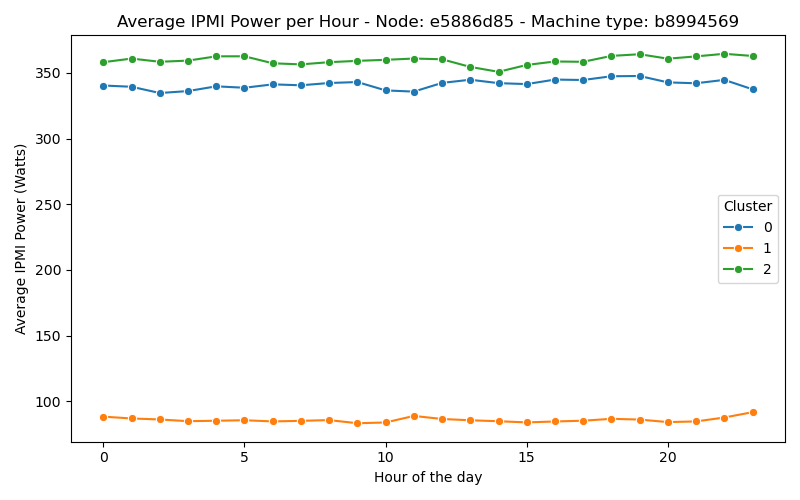 Average IPMI Power per Hour - Node: e5886d85 - Machine type: b8994569
Average IPMI Power (Watts)
350
300
250
200
150
100
Cluster
0
1
2
0 5 10 15 20
Hour of the day